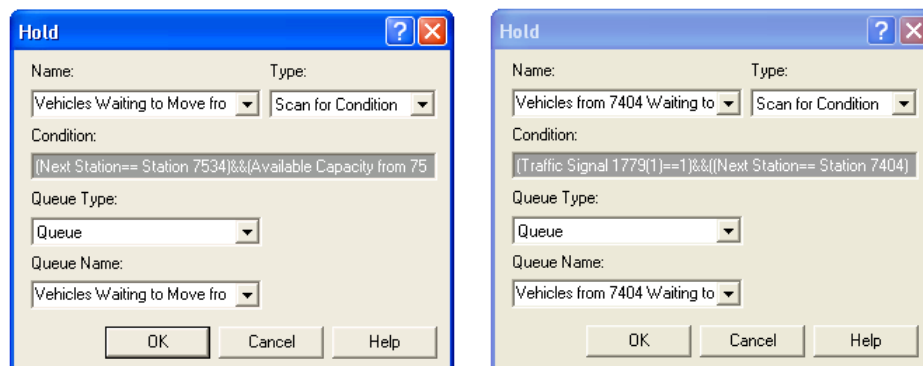 Hold
Name:
Type:
Vehicles Waiting to Move fro
Scan for Condition
Condition:
(Next Station== Station 7534)&&(Available Capacity from 75
Queue Type:
Queue
Queue Name:
Vehicles Waiting to Move fro
OK
Cancel
Help
Hold
Name:
Type:
Vehicles from 7404 Waiting to
Scan for Condition
Condition:
(Traffic Signal 1779(1)==1)&&((Next Station== Station 7404)
Queue Type:
Queue
Queue Name:
Vehicles from 7404 Waiting to
OK
Cancel
Help